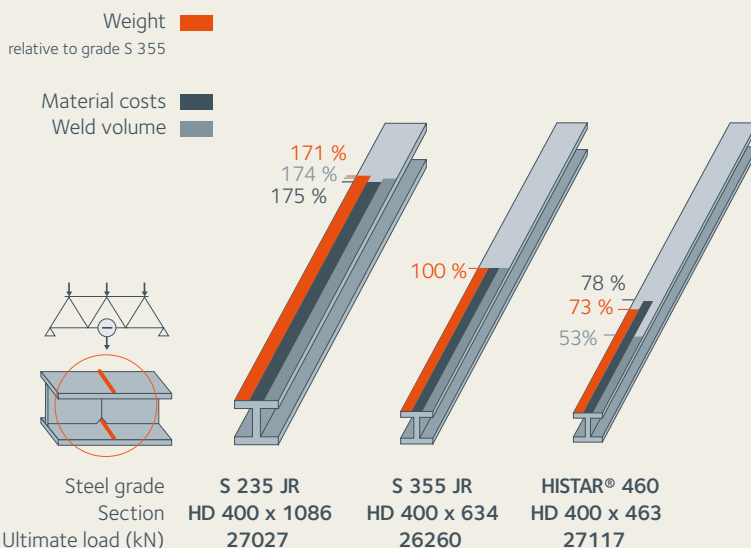 Weight
relative to grade S 355
Material costs
Weld volume
171 %
174 %
175 %
100 %
78 %
73 %
53%
Steel grade S 235 JR S 355 JR HISTAR® 460
Section HD 400 x 1086 HD 400 x 634 HD 400 x 463
Ultimate load (kN) 27027 26260 27117